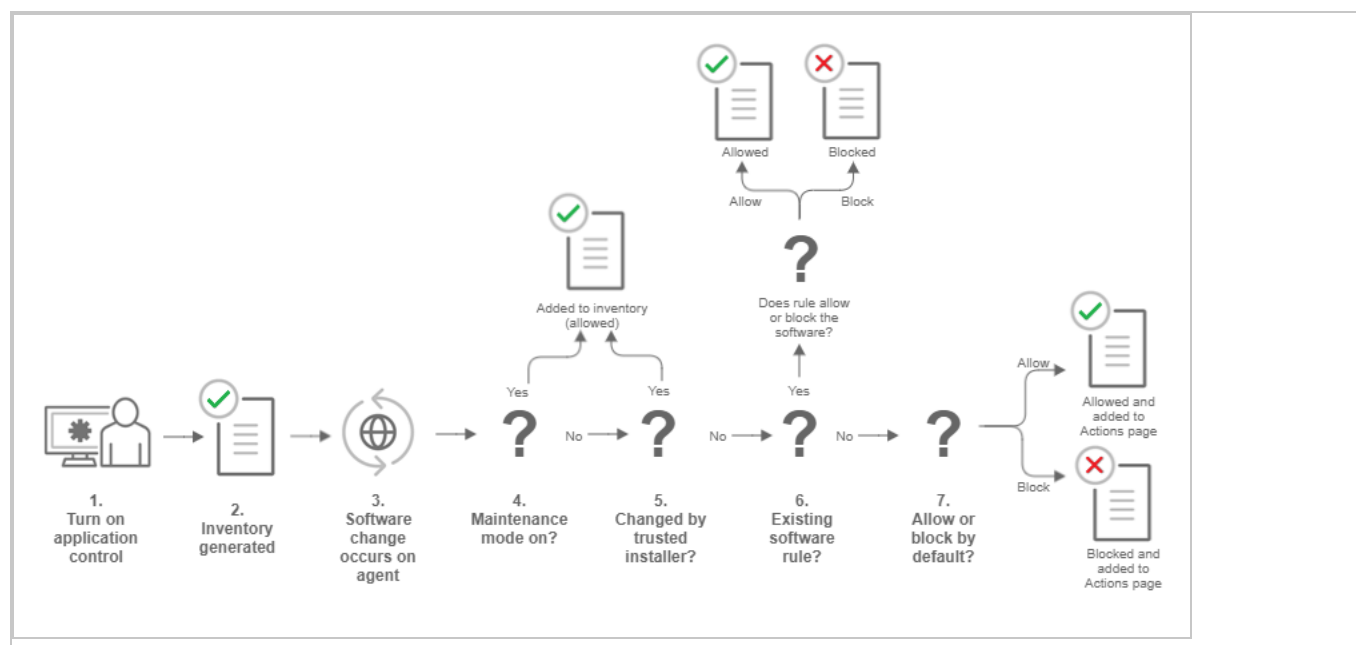 Allowed
Blocked
Allow
Block
Does rule allow
or block the
software?
Added to inventory
(allowed)
Yes
Yes
Yes
No
No
No
Allow
Allowed and
added to
Actions page
Block
Blocked and
added to
Actions page
1.
Turn on
application
control
2.
Inventory
generated
3.
Software
change
occurs on
agent
4.
Maintenance
mode on?
5.
Changed by
trusted
installer?
6.
Existing
software
rule?
7.
Allow or
block by
default?